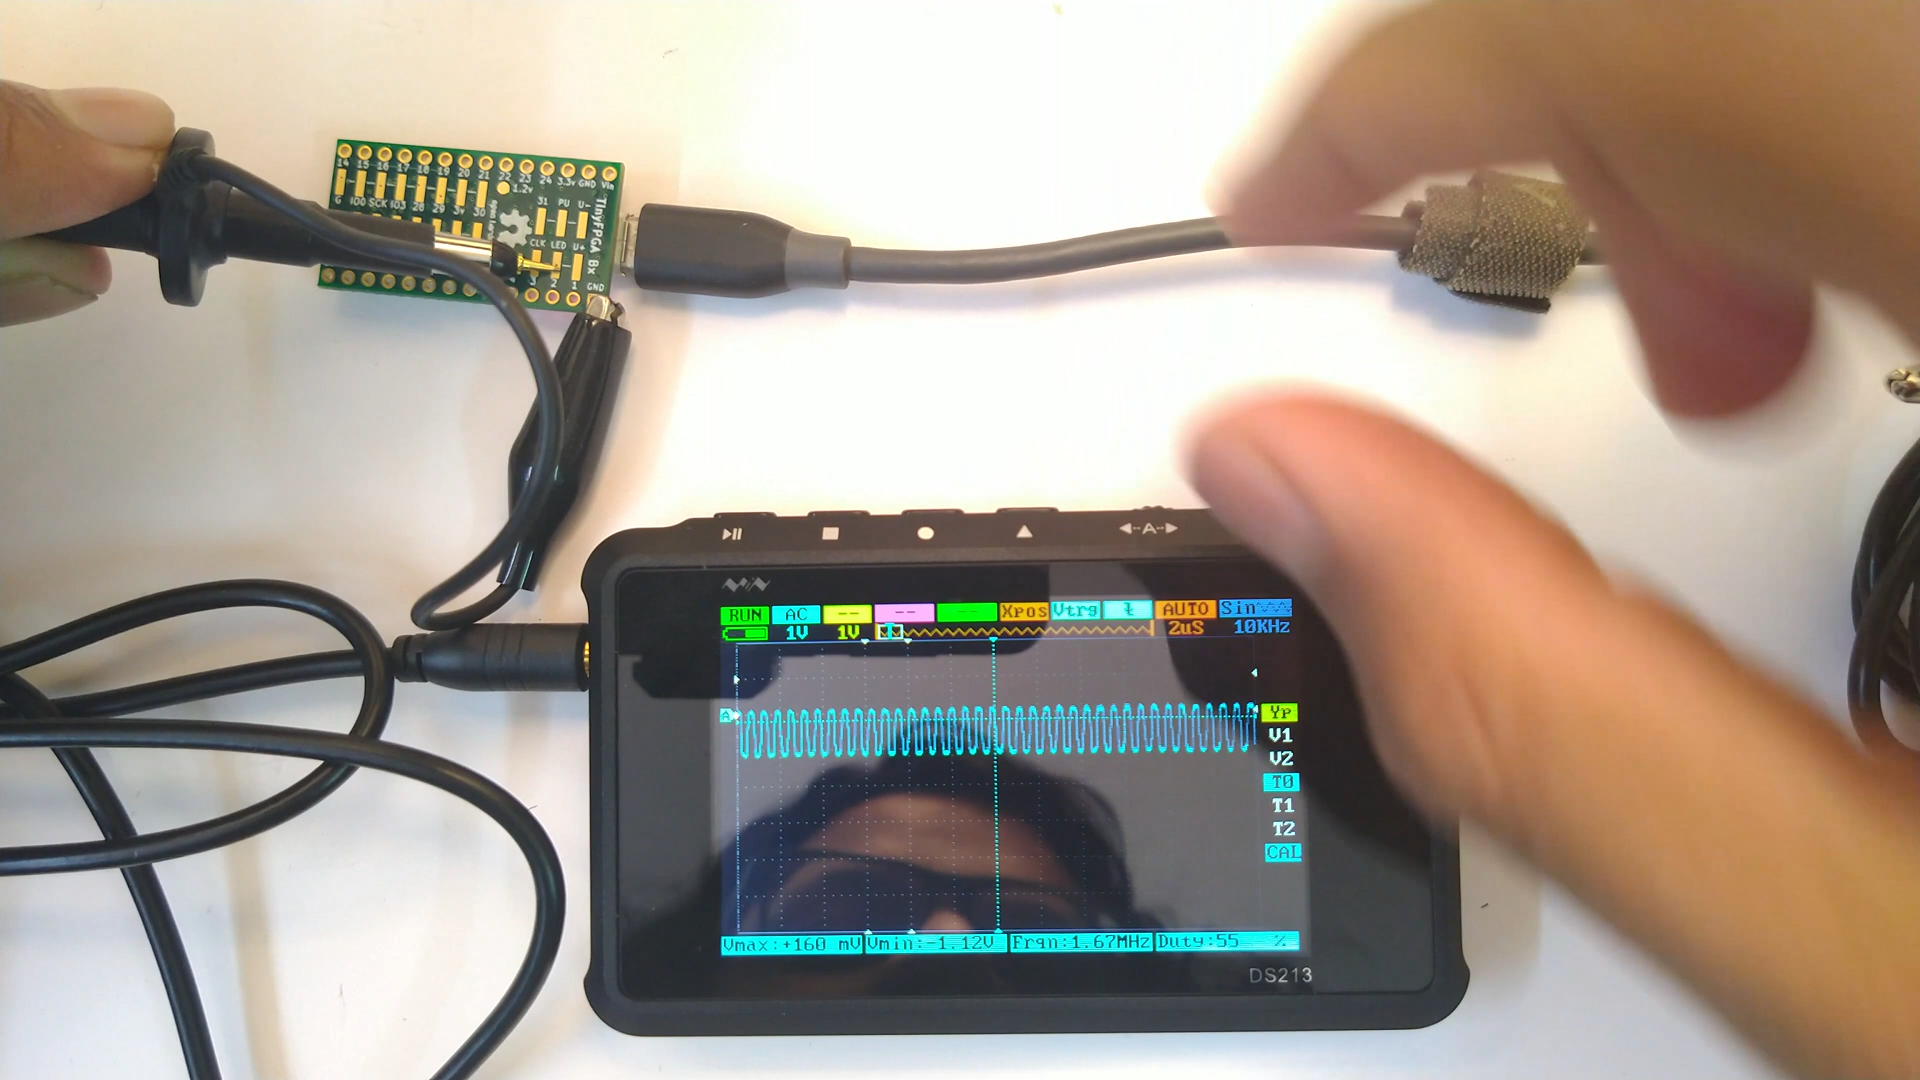 14 15 16 17 18 19 20 21 22 23 24 3.3v GND Vin
1.2v
G IO0 SCK IO3 28 29 3v 30 31 PU U-
CLK LED U+
3 2 1 GND
TinyFPGA Bx
A
RUN AC -- -- -- Xpos Vtrg AUTO Sin
1V 1V 2uS 10KHz
A
Yp
V1
V2
T0
T1
T2
CAL
Vmax:+160 mV Vmin:-1.12V Frqn:1.67MHz Duty:55 %
DS213